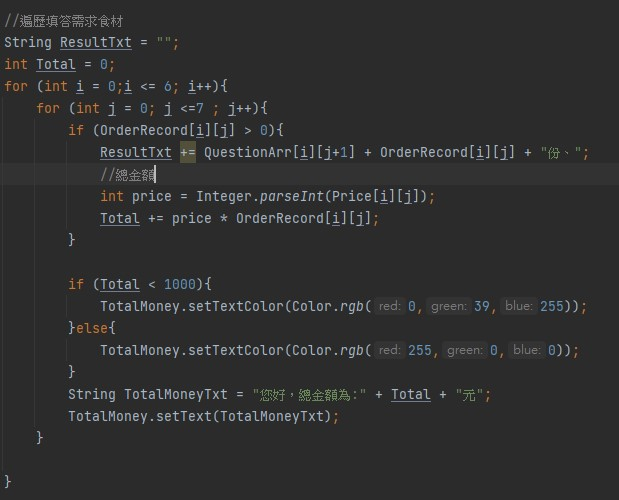 //遍歷填答需求食材
String ResultTxt = "";
int Total = 0;
for (int i = 0;i <= 6; i++){
for (int j = 0; j <=7 ; j++){
if (OrderRecord[i][j] > 0){
ResultTxt += QuestionArr[i][j+1] + OrderRecord[i][j] + "份、";
//總金額
int price = Integer.parseInt(Price[i][j]);
Total += price * OrderRecord[i][j];
}
if (Total < 1000){
TotalMoney.setTextColor(Color.rgb( red: 0, green: 39, blue: 255));
}else{
TotalMoney.setTextColor(Color.rgb( red: 255, green: 0, blue: 0));
}
String TotalMoneyTxt = "您好，總金額為:" + Total + "元";
TotalMoney.setText(TotalMoneyTxt);
}
}